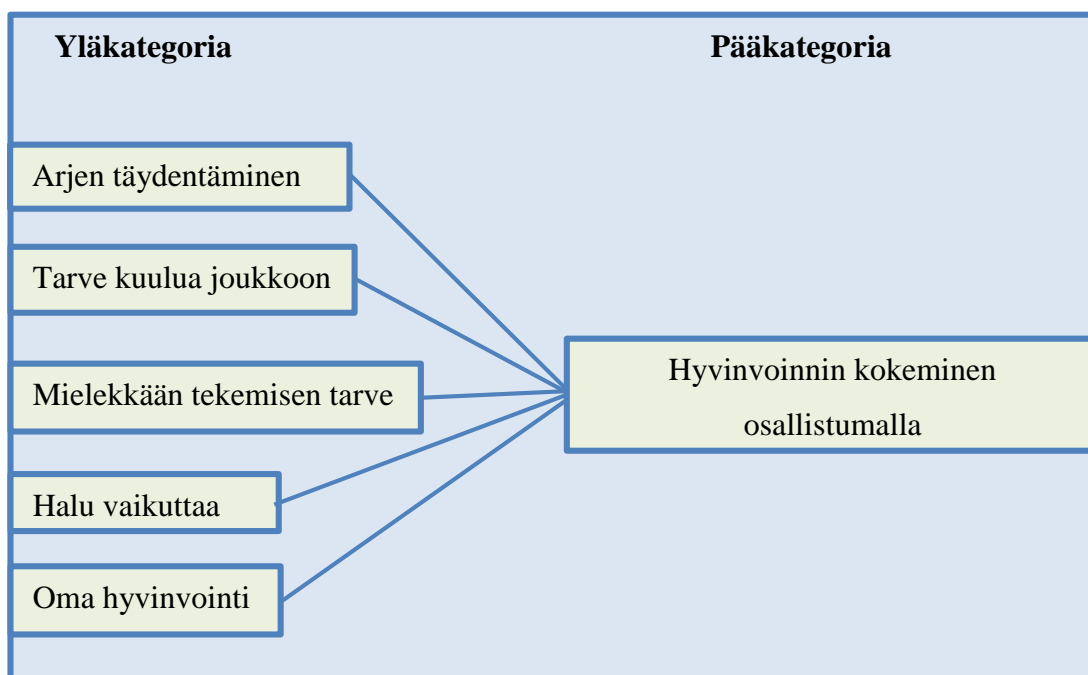 Yläkategoria
Pääkategoria
Arjen täydentäminen
Tarve kuulua joukkoon
Mielekkään tekemisen tarve
Halu vaikuttaa
Oma hyvinvointi
Hyvinvoinnin kokeminen
osallistumalla